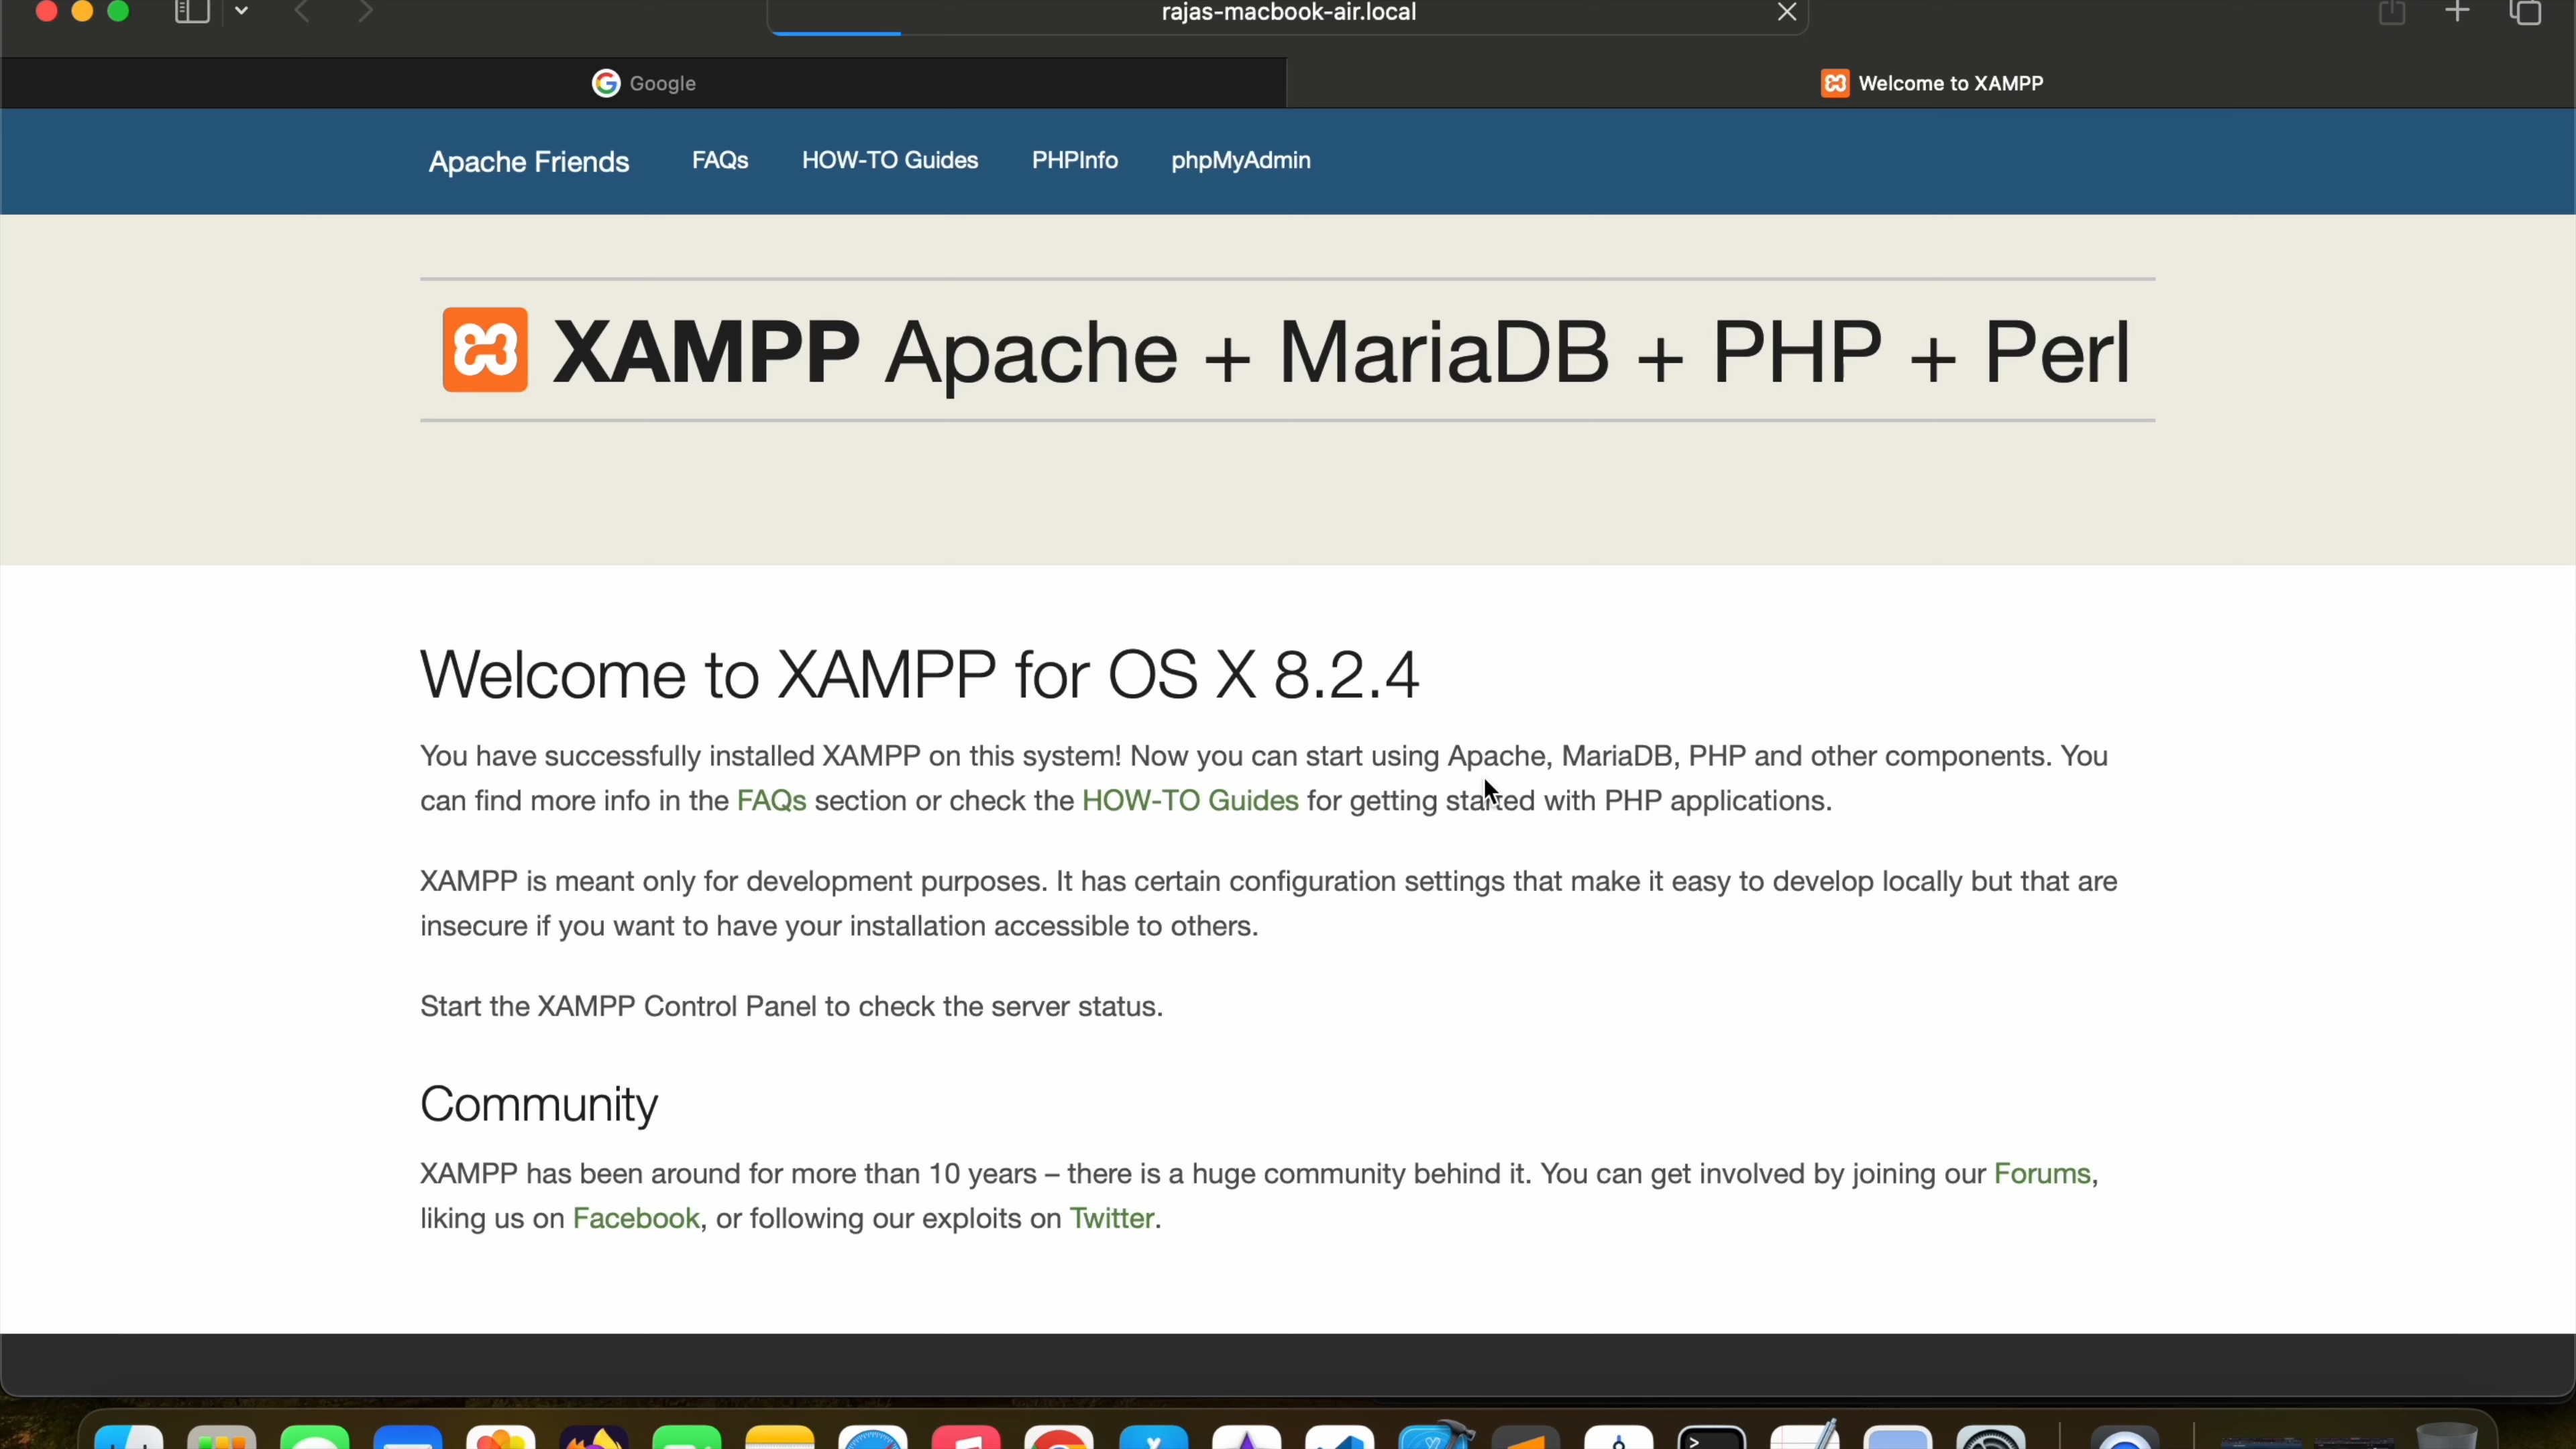 rajas-macbook-air.local
Google
Welcome to XAMPP
Apache Friends FAQs HOW-TO Guides PHPInfo phpMyAdmin
XAMPP Apache + MariaDB + PHP + Perl
Welcome to XAMPP for OS X 8.2.4
You have successfully installed XAMPP on this system! Now you can start using Apache, MariaDB, PHP and other components. You
can find more info in the FAQs section or check the HOW-TO Guides for getting started with PHP applications.
XAMPP is meant only for development purposes. It has certain configuration settings that make it easy to develop locally but that are
insecure if you want to have your installation accessible to others.
Start the XAMPP Control Panel to check the server status.
Community
XAMPP has been around for more than 10 years – there is a huge community behind it. You can get involved by joining our Forums,
liking us on Facebook, or following our exploits on Twitter.